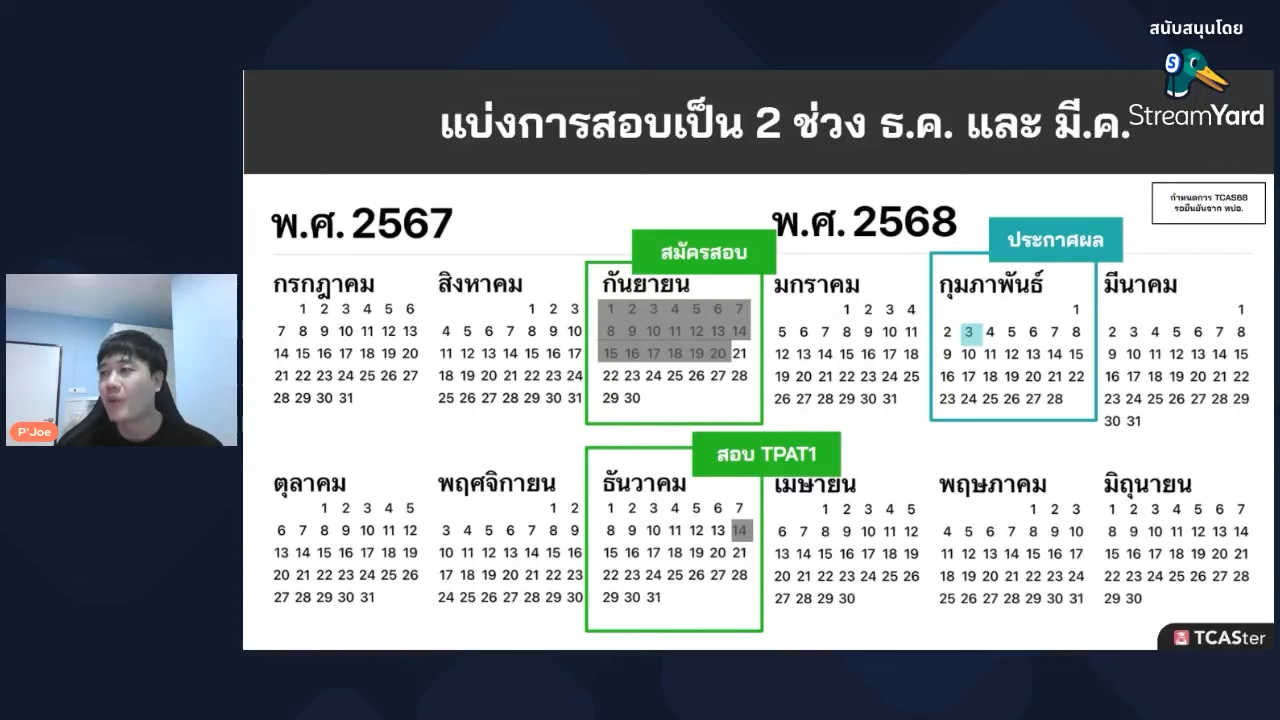 สนับสนุนโดย
StreamYard
แบ่งการสอบเป็น 2 ช่วง ธ.ค. และ มี.ค.
กำหนดการ TCAS68
รอยืนยันจาก ทปอ.
พ.ศ. 2567
พ.ศ. 2568
สมัครสอบ
ประกาศผล
กรกฎาคม
1 2 3 4 5 6
7 8 9 10 11 12 13
14 15 16 17 18 19 20
21 22 23 24 25 26 27
28 29 30 31
สิงหาคม
1 2 3
4 5 6 7 8 9 10
11 12 13 14 15 16 17
18 19 20 21 22 23 24
25 26 27 28 29 30 31
กันยายน
1 2 3 4 5 6 7
8 9 10 11 12 13 14
15 16 17 18 19 20 21
22 23 24 25 26 27 28
29 30
มกราคม
1 2 3 4
5 6 7 8 9 10 11
12 13 14 15 16 17 18
19 20 21 22 23 24 25
26 27 28 29 30 31
กุมภาพันธ์
1
2 3 4 5 6 7 8
9 10 11 12 13 14 15
16 17 18 19 20 21 22
23 24 25 26 27 28
มีนาคม
1
2 3 4 5 6 7 8
9 10 11 12 13 14 15
16 17 18 19 20 21 22
23 24 25 26 27 28 29
30 31
P'Joe
สอบ TPAT1
ตุลาคม
1 2 3 4 5
6 7 8 9 10 11 12
13 14 15 16 17 18 19
20 21 22 23 24 25 26
27 28 29 30 31
พฤศจิกายน
1 2
3 4 5 6 7 8 9
10 11 12 13 14 15 16
17 18 19 20 21 22 23
24 25 26 27 28 29 30
ธันวาคม
1 2 3 4 5 6 7
8 9 10 11 12 13 14
15 16 17 18 19 20 21
22 23 24 25 26 27 28
29 30 31
เมษายน
1 2 3 4 5
6 7 8 9 10 11 12
13 14 15 16 17 18 19
20 21 22 23 24 25 26
27 28 29 30
พฤษภาคม
1 2 3
4 5 6 7 8 9 10
11 12 13 14 15 16 17
18 19 20 21 22 23 24
25 26 27 28 29 30 31
มิถุนายน
1 2 3 4 5 6 7
8 9 10 11 12 13 14
15 16 17 18 19 20 21
22 23 24 25 26 27 28
29 30
TCASter